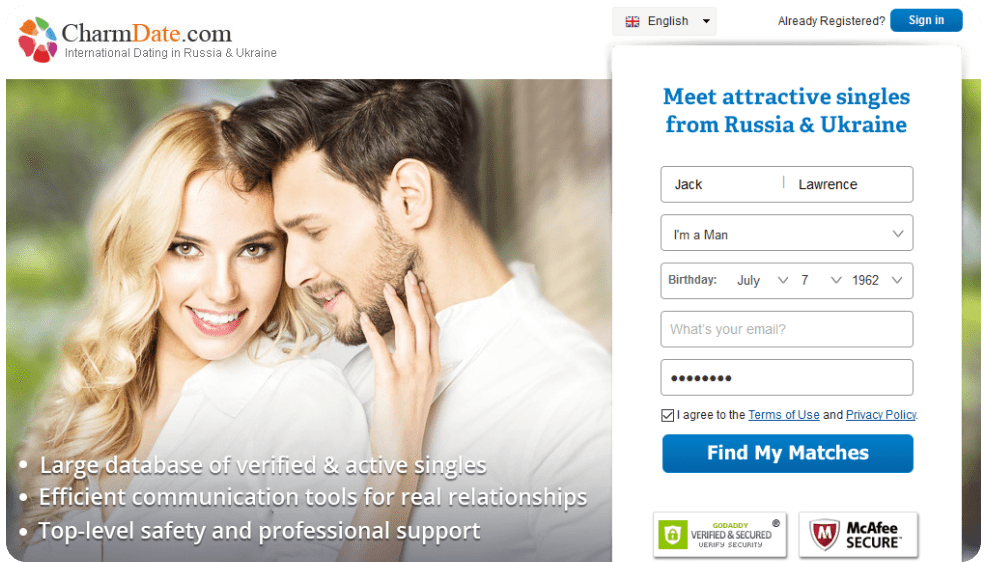 CharmDate.com
International Dating in Russia & Ukraine
English
Already Registered?
Sign in
Meet attractive singles
from Russia & Ukraine
Jack | Lawrence
I'm a Man
Birthday: July 7 1962
What's your email?
••••••••
I agree to the Terms of Use and Privacy Policy.
Find My Matches
• Large database of verified & active singles
• Efficient communication tools for real relationships
• Top-level safety and professional support
GODADDY
VERIFIED & SECURED®
VERIFY SECURITY
McAfee
SECURE™